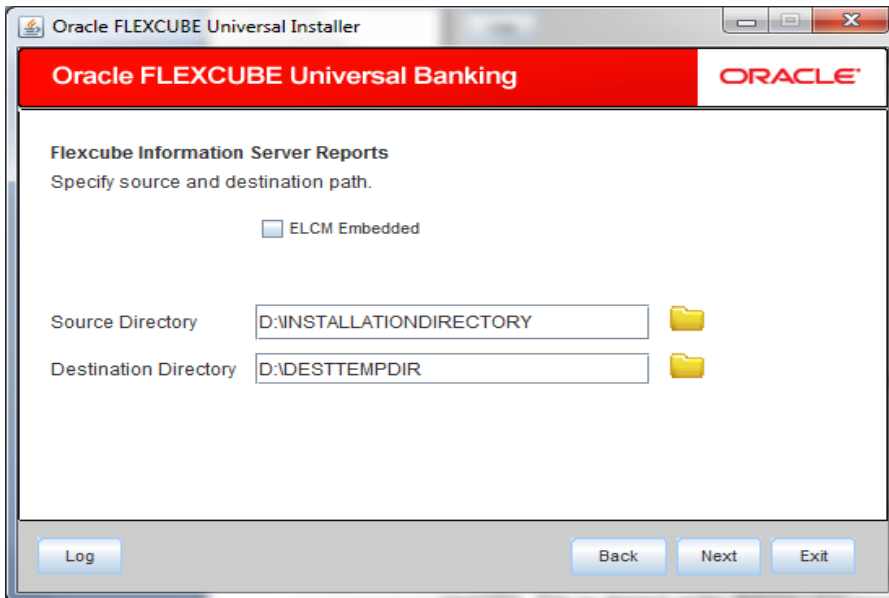 Oracle FLEXCUBE Universal Installer
Oracle FLEXCUBE Universal Banking
ORACLE
Flexcube Information Server Reports
Specify source and destination path.
ELCM Embedded
Source Directory D:\INSTALLATIONDIRECTORY
Destination Directory D:\DESTTEMPDIR
Log Back Next Exit